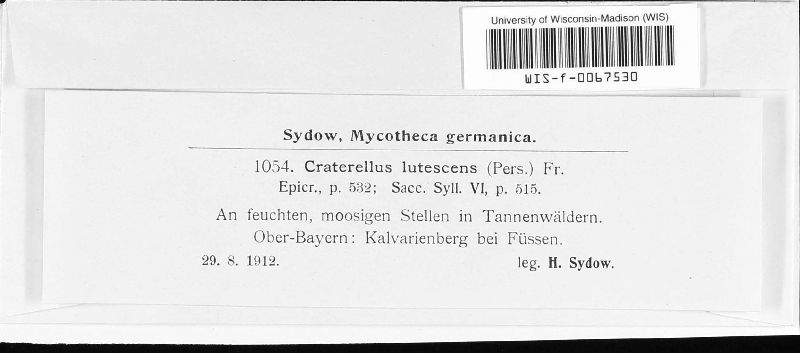 University of Wisconsin-Madison (WIS)
WIS-f-0067530
Sydow, Mycotheca germanica.
1054. Craterellus lutescens (Pers.) Fr.
Epicr., p. 532; Sacc. Syll. VI, p. 515.
An feuchten, moosigen Stellen in Tannenwäldern.
Ober-Bayern: Kalvarienberg bei Füssen.
29. 8. 1912. leg. H. Sydow.